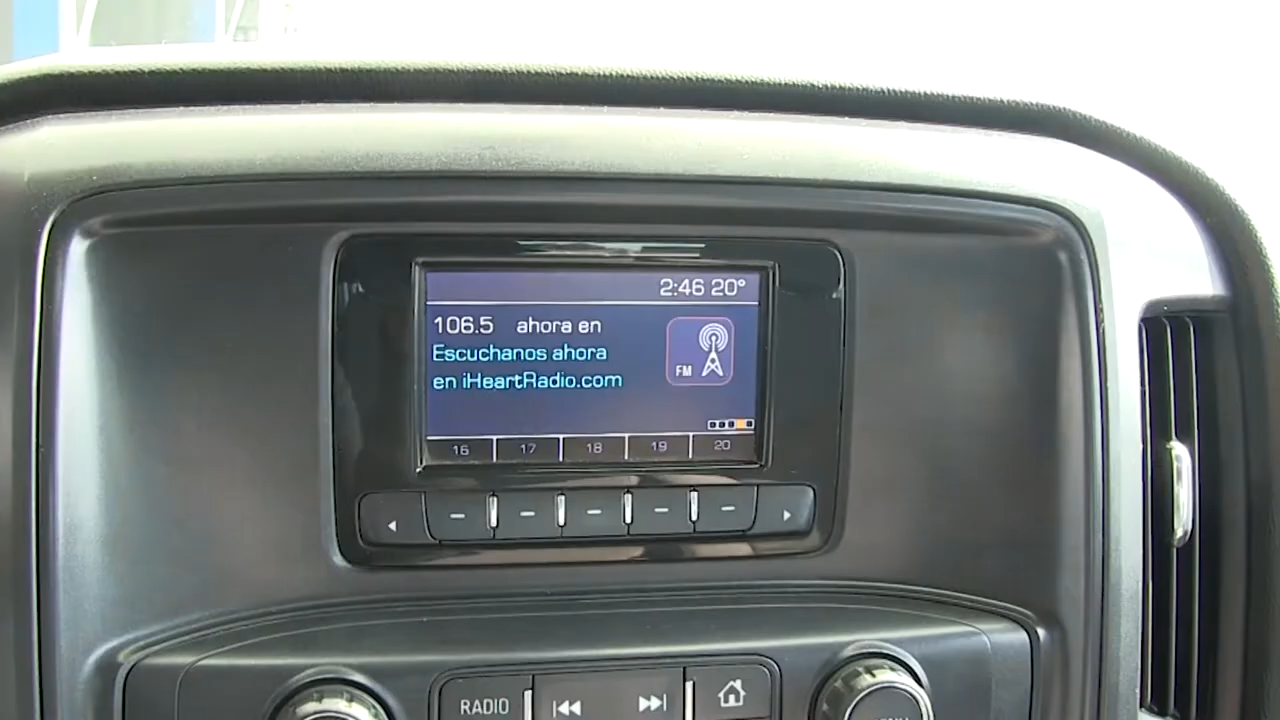 2:46 20°
106.5 ahora en
Escuchanos ahora
en iHeartRadio.com
FM
16 17 18 19 20
RADIO